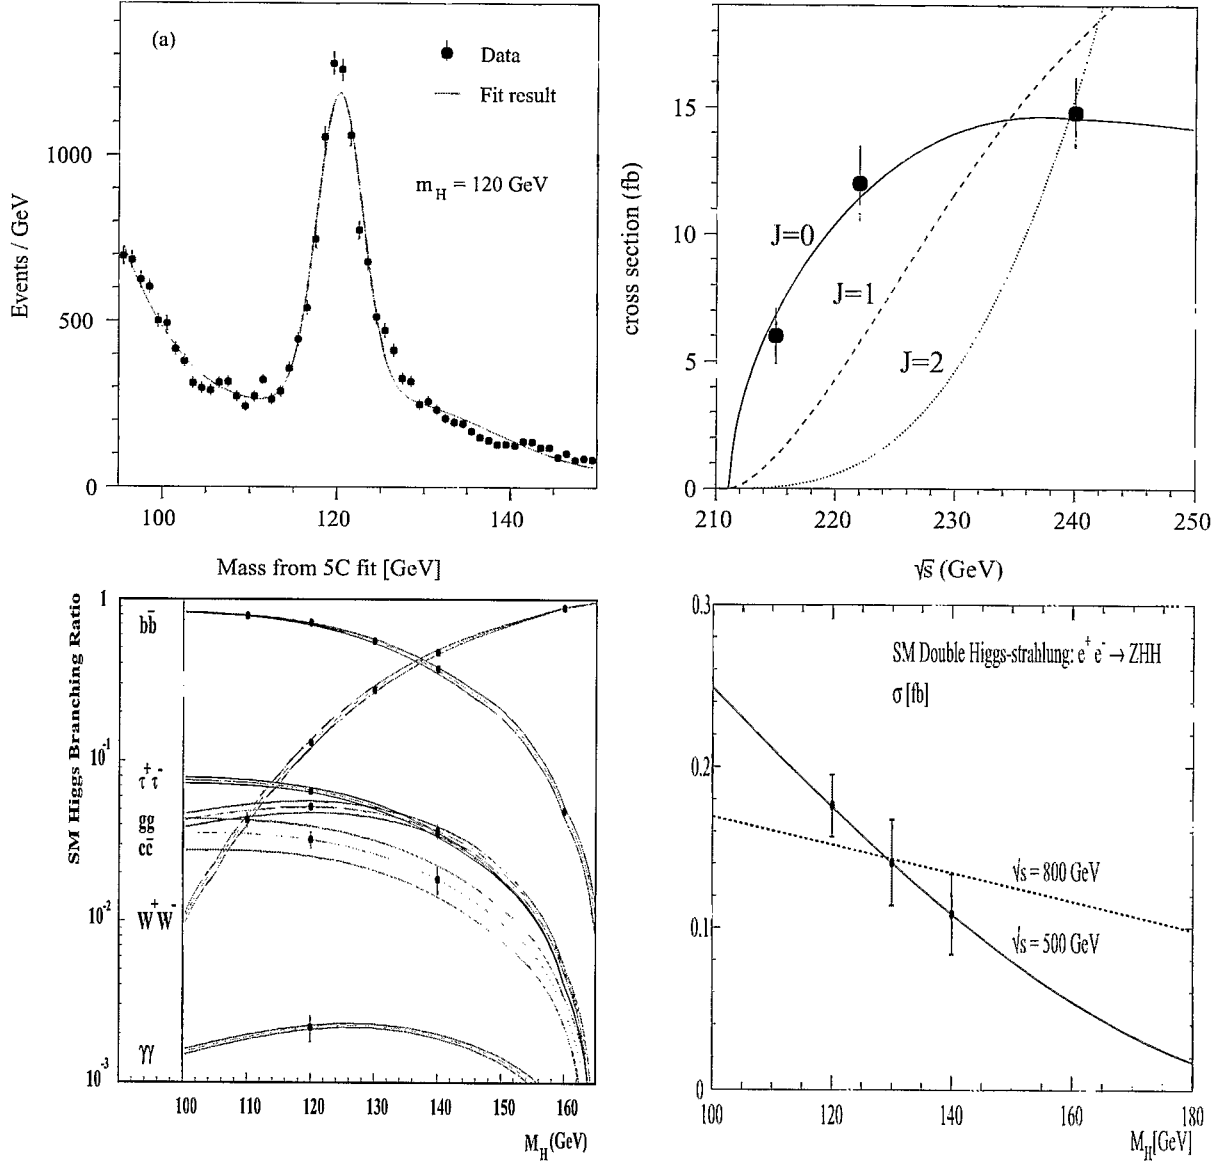 (a)
Data
Fit result
m_H = 120 GeV
1000
500
0
Events / GeV
100
120
140
Mass from 5C fit [GeV]
15
10
5
0
cross section (fb)
J=0
J=1
J=2
210
220
230
240
250
√s (GeV)
1
10⁻¹
10⁻²
10⁻³
SM Higgs Branching Ratio
bb̄
τ⁺τ⁻
gg
cc̄
W⁺W⁻
γγ
100
110
120
130
140
150
160
M_H (GeV)
0.3
0.2
0.1
0
SM Double Higgs-strahlung: e⁺ e⁻ → ZHH
σ [fb]
√s = 800 GeV
√s = 500 GeV
100
120
140
160
180
M_H[GeV]